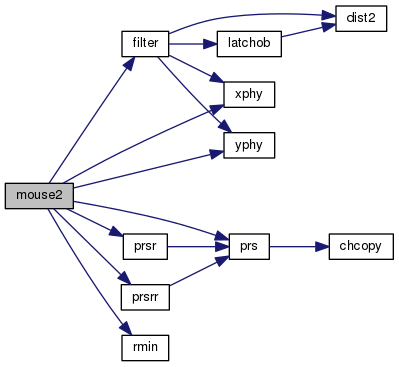 dist2
filter
latchob
xphy
yphy
mouse2
prsr
prs
chcopy
prsrr
rmin